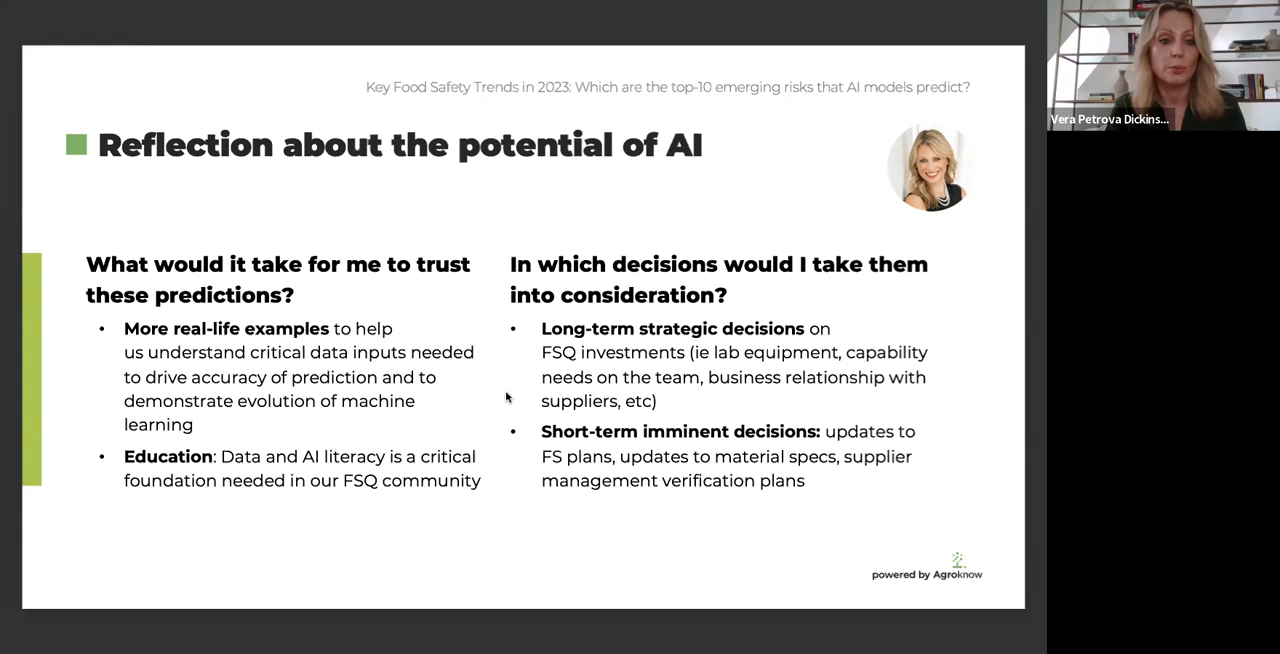 Key Food Safety Trends in 2023: Which are the top-10 emerging risks that AI models predict?
Reflection about the potential of AI
What would it take for me to trust
these predictions?
• More real-life examples to help
us understand critical data inputs needed
to drive accuracy of prediction and to
demonstrate evolution of machine
learning
• Education: Data and AI literacy is a critical
foundation needed in our FSQ community
In which decisions would I take them
into consideration?
• Long-term strategic decisions on
FSQ investments (ie lab equipment, capability
needs on the team, business relationship with
suppliers, etc)
• Short-term imminent decisions: updates to
FS plans, updates to material specs, supplier
management verification plans
powered by Agroknow
Vera Petrova Dickins...